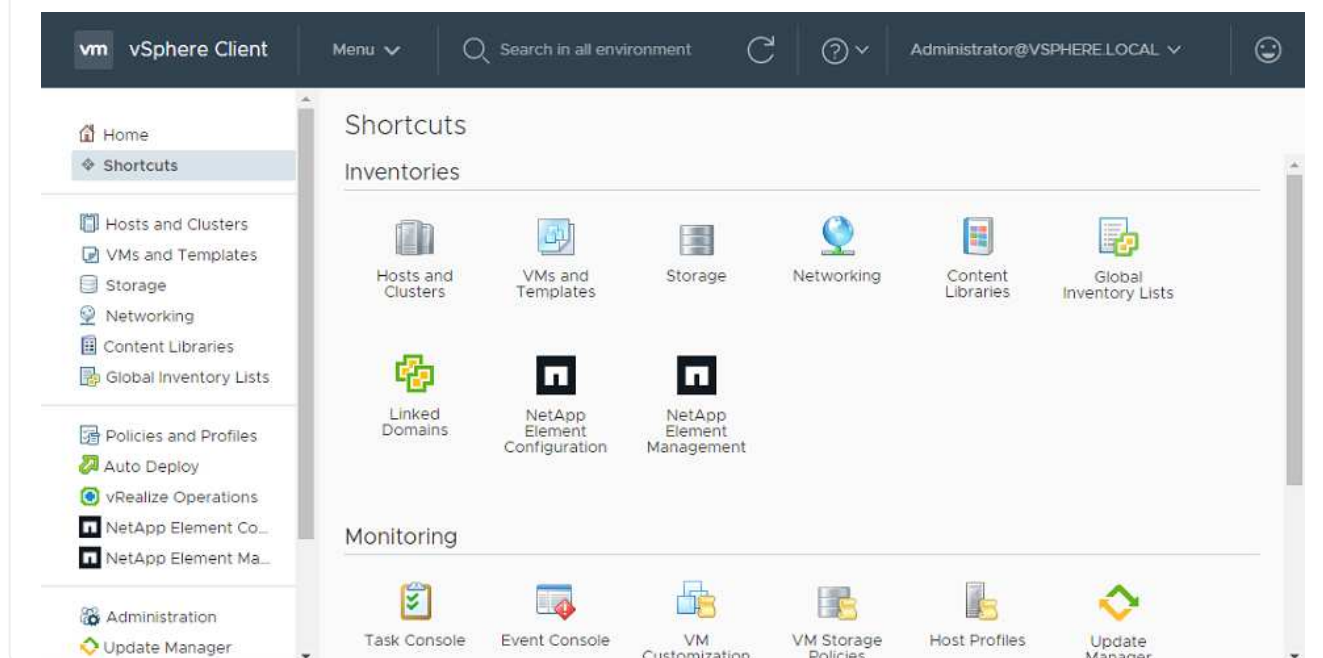 vm vSphere Client Menu Search in all environment Administrator@VSPHERE.LOCAL
Home
Shortcuts
Hosts and Clusters
VMs and Templates
Storage
Networking
Content Libraries
Global Inventory Lists
Policies and Profiles
Auto Deploy
vRealize Operations
NetApp Element Co...
NetApp Element Ma...
Administration
Update Manager
Shortcuts
Inventories
Hosts and
Clusters
VMs and
Templates
Storage
Networking
Content
Libraries
Global
Inventory Lists
Linked
Domains
NetApp
Element
Configuration
NetApp
Element
Management
Monitoring
Task Console
Event Console
VM
Customization
VM Storage
Policies
Host Profiles
Update
Manager